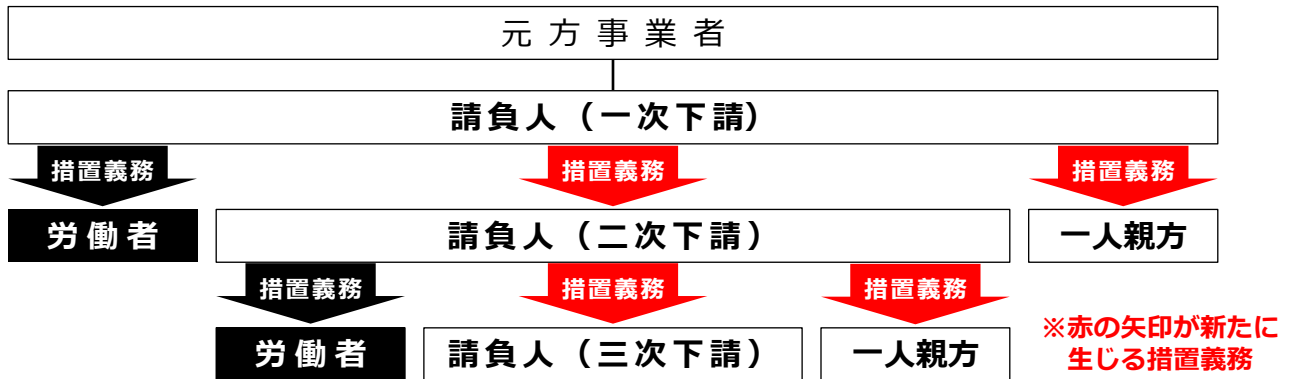 元方事業者
請負人（一次下請）
措置義務
措置義務
措置義務
労働者
請負人（二次下請）
一人親方
措置義務
措置義務
措置義務
労働者
請負人（三次下請）
一人親方
※赤の矢印が新たに
生じる措置義務